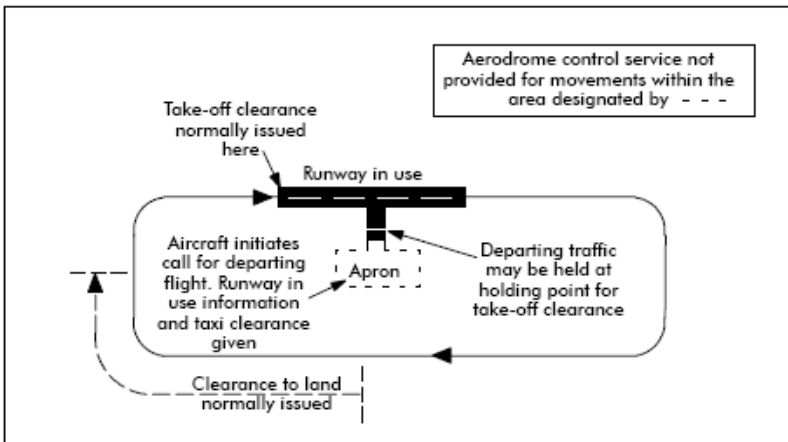 Aerodrome control service not
provided for movements within the
area designated by - - -
Take-off clearance
normally issued
here
Runway in use
Aircraft initiates
call for departing
flight. Runway in
use information
and taxi clearance
given
Apron
Departing traffic
may be held at
holding point for
take-off clearance
Clearance to land
normally issued